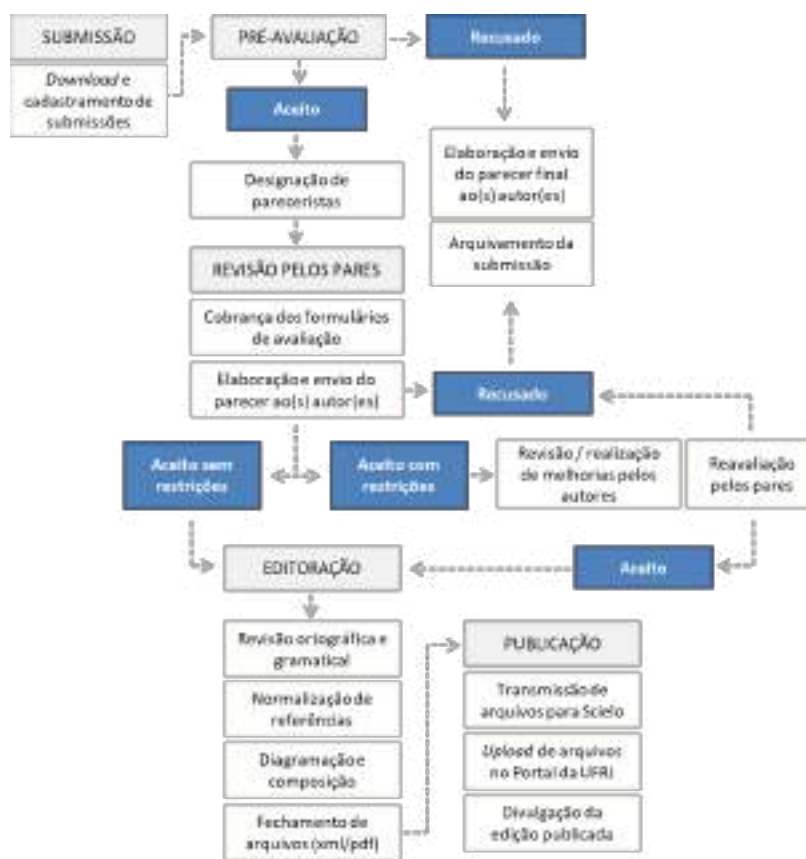 SUBMISSÃO
Download e
cadastramento de
submissões
PRÉ-AVALIAÇÃO
Recusado
Aceito
Designação de
pareceristas
Elaboração e envio
do parecer final
ao(s) autor(es)
Arquivamento da
submissão
REVISÃO PELOS PARES
Cobrança dos formulários
de avaliação
Elaboração e envio do
parecer ao(s) autor(es)
Recusado
Aceito sem
restrições
Aceito com
restrições
Revisão / realização
de melhorias pelos
autores
Reavaliação
pelos pares
Aceito
EDITORAÇÃO
Revisão ortográfica e
gramatical
Normalização de
referências
Diagramação e
composição
Fechamento de
arquivos (xml/pdf)
PUBLICAÇÃO
Transmissão de
arquivos para Scielo
Upload de arquivos
no Portal da UFRJ
Divulgação da
edição publicada